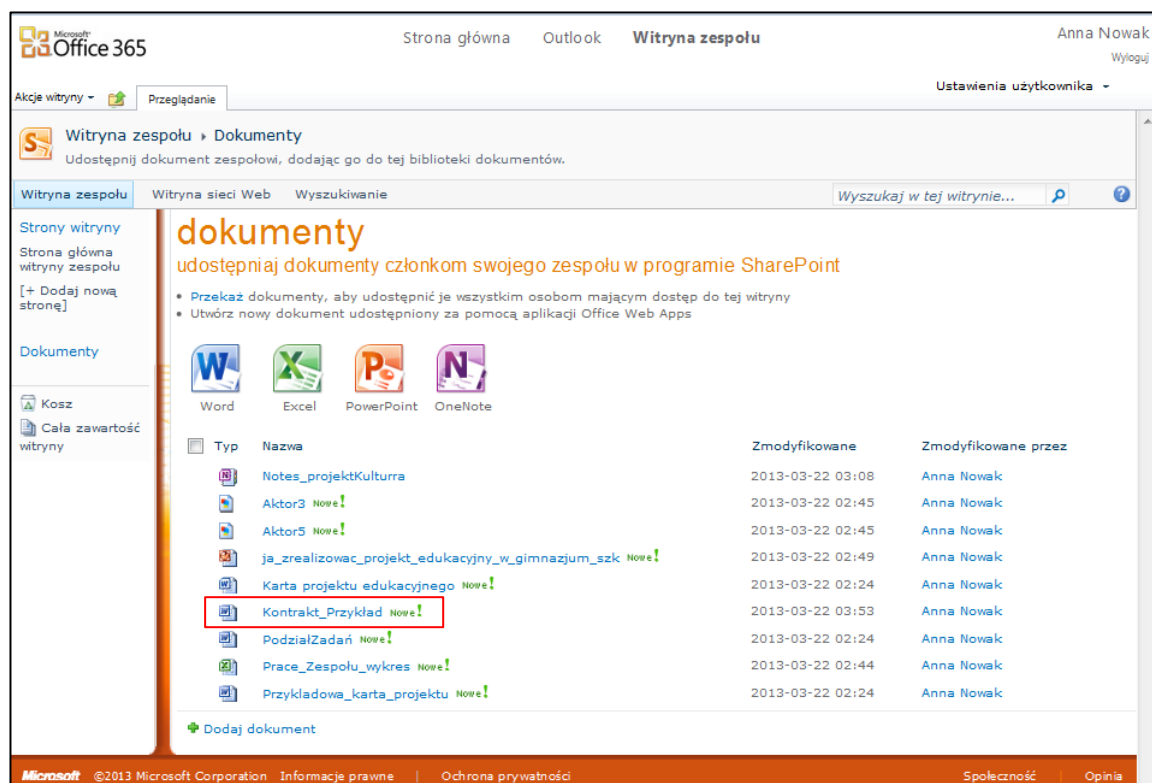 Microsoft®
Office 365
Strona główna Outlook Witryna zespołu
Anna Nowak
Wyloguj
Ustawienia użytkownika
Akcje witryny Przeglądanie
Witryna zespołu Dokumenty
Udostępnij dokument zespołowi, dodając go do tej biblioteki dokumentów.
Witryna zespołu Witryna sieci Web Wyszukiwanie Wyszukaj w tej witrynie...
Strony witryny
Strona główna
witryny zespołu
[+ Dodaj nową
stronę]
Dokumenty
Kosz
Cała zawartość
witryny
dokumenty
udostępniaj dokumenty członkom swojego zespołu w programie SharePoint
• Przekaż dokumenty, aby udostępnić je wszystkim osobom mającym dostęp do tej witryny
• Utwórz nowy dokument udostępniony za pomocą aplikacji Office Web Apps
Word Excel PowerPoint OneNote
Typ Nazwa Zmodyfikowane Zmodyfikowane przez
Notes_projektKulturra 2013-03-22 03:08 Anna Nowak
Aktor3 Nowe! 2013-03-22 02:45 Anna Nowak
Aktor5 Nowe! 2013-03-22 02:45 Anna Nowak
ja_zrealizowac_projekt_edukacyjny_w_gimnazjum_szk Nowe! 2013-03-22 02:49 Anna Nowak
Karta projektu edukacyjnego Nowe! 2013-03-22 02:24 Anna Nowak
Kontrakt_Przykład Nowe! 2013-03-22 03:53 Anna Nowak
PodziałZadań Nowe! 2013-03-22 02:24 Anna Nowak
Prace_Zespołu_wykres Nowe! 2013-03-22 02:44 Anna Nowak
Przykladowa_karta_projektu Nowe! 2013-03-22 02:24 Anna Nowak
Dodaj dokument
Microsoft ©2013 Microsoft Corporation Informacje prawne | Ochrona prywatności Społeczność | Opinia